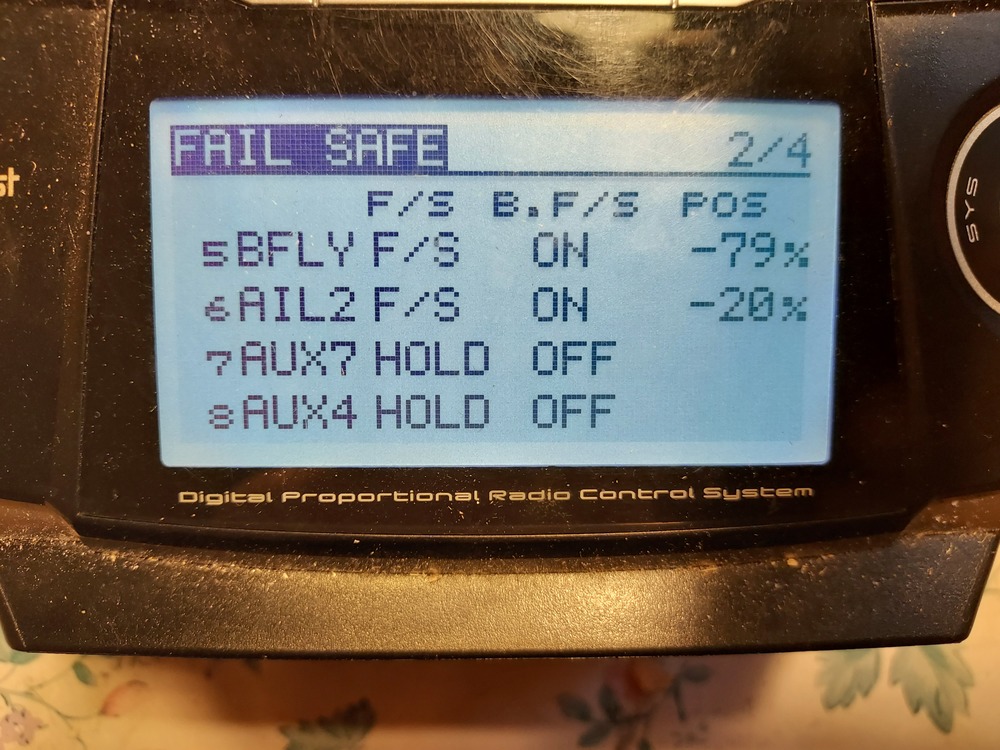 FAIL SAFE 2/4
F/S B.F/S POS
5 BFLY F/S ON -79%
6 AIL2 F/S ON -20%
7 AUX7 HOLD OFF
8 AUX4 HOLD OFF
Digital Proportional Radio Control System
SYS